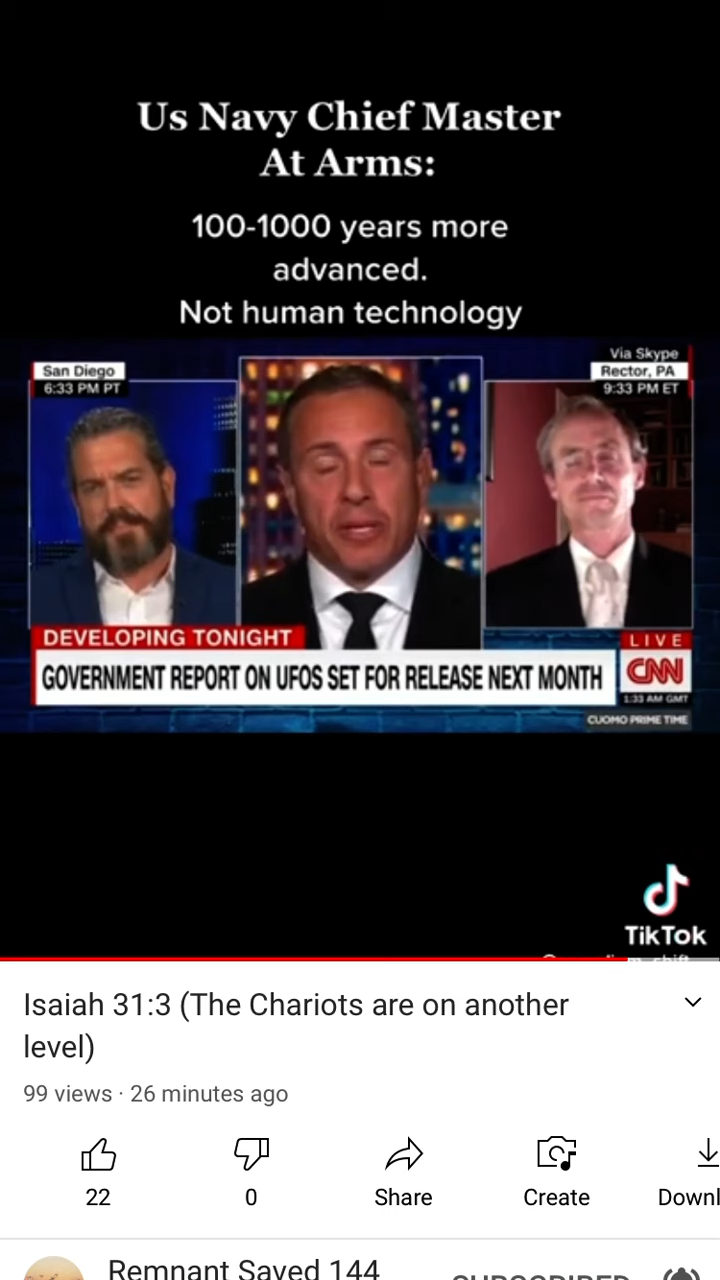 Us Navy Chief Master
At Arms:
100-1000 years more
advanced.
Not human technology
San Diego
6:33 PM PT
Via Skype
Rector, PA
9:33 PM ET
DEVELOPING TONIGHT
GOVERNMENT REPORT ON UFOS SET FOR RELEASE NEXT MONTH
LIVE
CNN
1:33 AM GMT
CUOMO PRIME TIME
TikTok
Isaiah 31:3 (The Chariots are on another
level)
99 views · 26 minutes ago
22
0
Share
Create
Downl
Remnant Saved 144
SUBSCRIBED